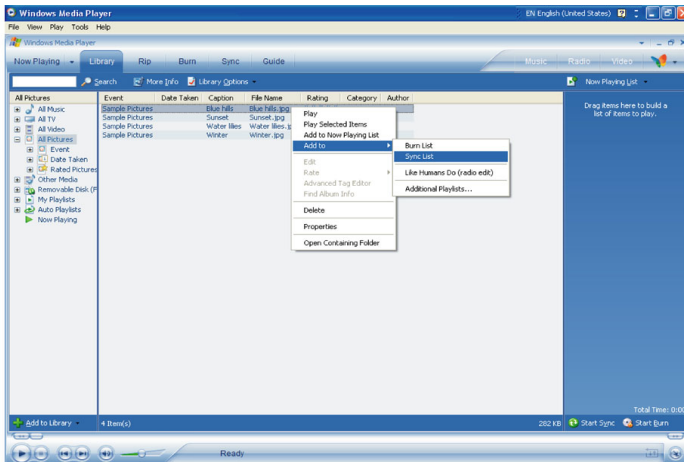 Windows Media Player
EN English (United States)
File View Play Tools Help
Windows Media Player
Now Playing Library Rip Burn Sync Guide Music Radio Video
Search More Info Library Options Now Playing List
All Pictures
All Music
All TV
All Video
All Pictures
Event
Date Taken
Rated Pictures
Other Media
Removable Disk (F
My Playlists
Auto Playlists
Now Playing
Event Date Taken Caption File Name Rating Category Author
Sample Pictures Blue hills Blue hills.jpg
Sample Pictures Sunset Sunset.jpg
Sample Pictures Water lilies Water lilies.j
Sample Pictures Winter Winter.jpg
Play
Play Selected Items
Add to Now Playing List
Add to
Edit
Rate
Advanced Tag Editor
Find Album Info
Delete
Properties
Open Containing Folder
Burn List
Sync List
Like Humans Do (radio edit)
Additional Playlists...
Drag items here to build a
list of items to play.
Total Time: 0:00
Add to Library 4 Item(s) 282 KB Start Sync Start Burn
Ready